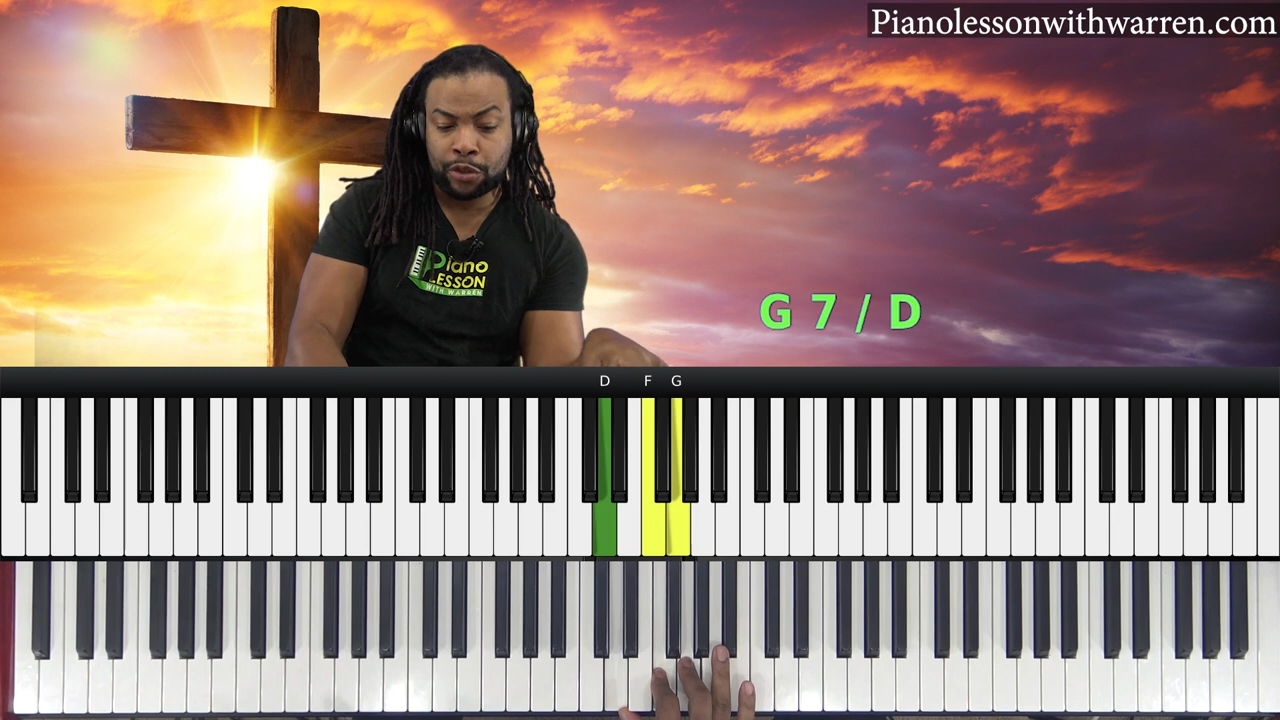 Pianolessonwithwarren.com
Piano
LESSON
WITH WARREN
G 7 / D
D F G